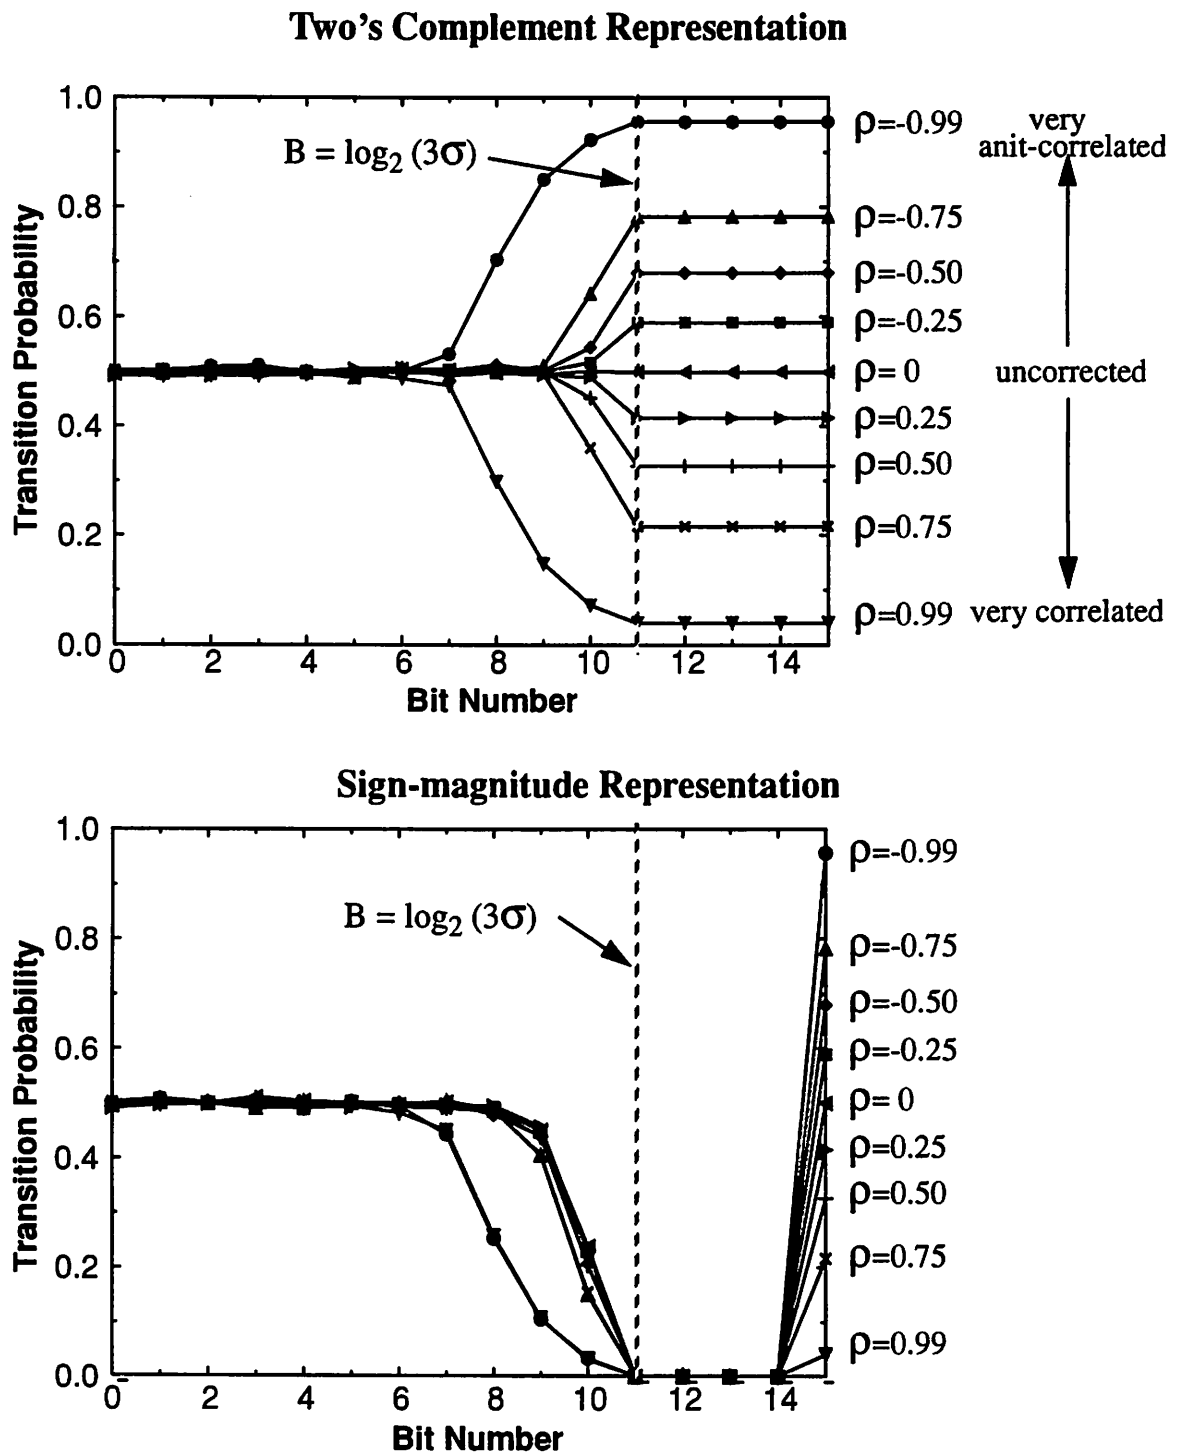 Two's Complement Representation
1.0
0.8
0.6
0.4
0.2
0.0
Transition Probability
B = log2 (3σ)
ρ=-0.99
very
anit-correlated
ρ=-0.75
ρ=-0.50
ρ=-0.25
ρ= 0
uncorrected
ρ=0.25
ρ=0.50
ρ=0.75
ρ=0.99 very correlated
0 2 4 6 8 10 12 14
Bit Number
Sign-magnitude Representation
1.0
0.8
0.6
0.4
0.2
0.0
Transition Probability
B = log2 (3σ)
ρ=-0.99
ρ=-0.75
ρ=-0.50
ρ=-0.25
ρ= 0
ρ=0.25
ρ=0.50
ρ=0.75
ρ=0.99
0 2 4 6 8 10 12 14
Bit Number